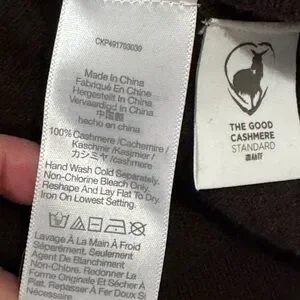 CKP491703039
Made In China
Fabriqué En Chine
Hergestellt In China
Vervaardigd In China
中国製
hecho en china
100% Cashmere /Cachemire /
Kaschmir /Kasjmier /
カシミヤ /Cashmere
Hand Wash Cold Separately.
Non-Chlorine Bleach Only.
Reshape And Lay Flat To Dry.
Iron On Lowest Setting.
Lavage À La Main À Froid
Séparément. Seulement
Agent De Blanchiment
Non-Chloré. Redonner La
Forme Originale Et Sécher À
Plat. Repasser À Fer Doux Si
Nécessaire.
THE GOOD
CASHMERE
STANDARD